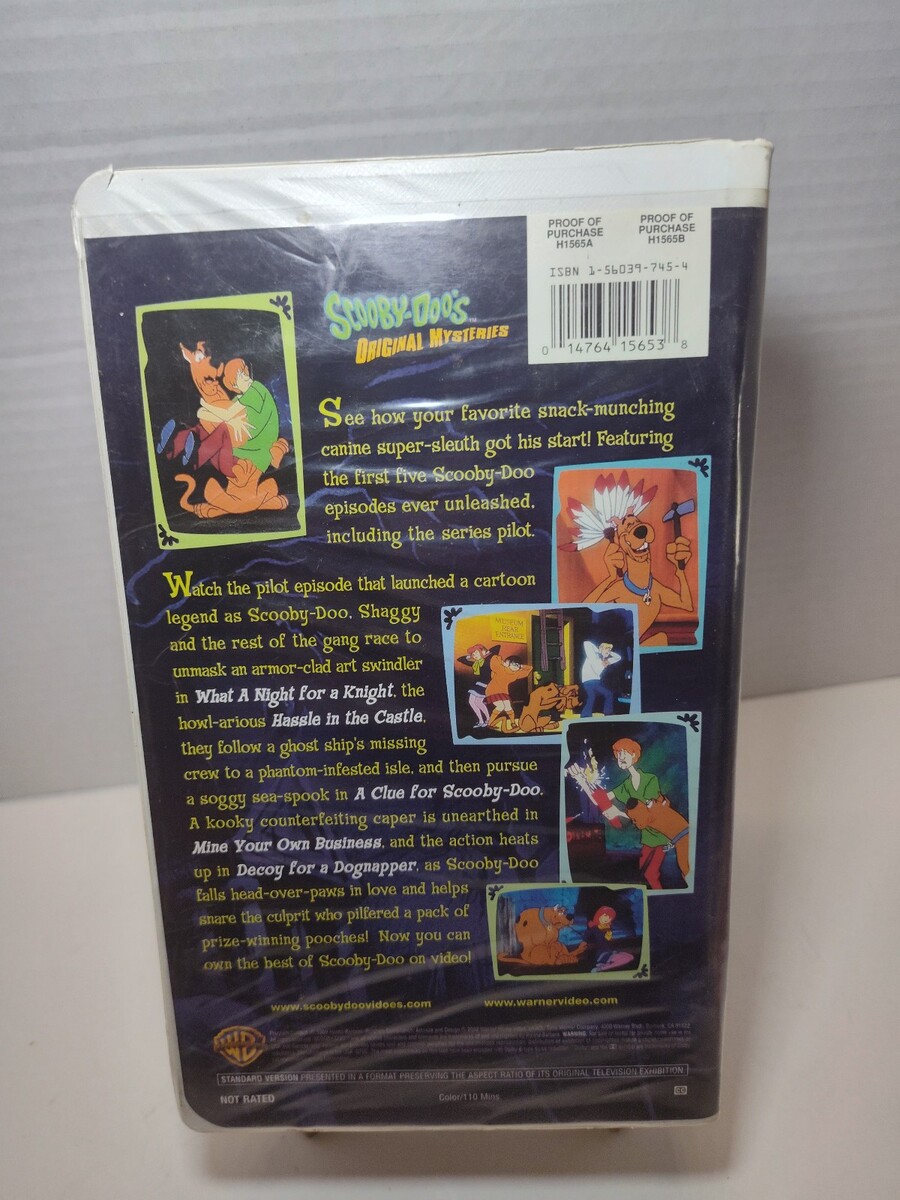 PROOF OF PURCHASE H1565A
PROOF OF PURCHASE H1565B
ISBN 1-56039-745-4
0 14764 15653 8
SCOOBY-DOO'S™
ORIGINAL MYSTERIES
See how your favorite snack-munching
canine super-sleuth got his start! Featuring
the first five Scooby-Doo
episodes ever unleashed,
including the series pilot.
Watch the pilot episode that launched a cartoon
legend as Scooby-Doo, Shaggy
and the rest of the gang race to
unmask an armor-clad art swindler
in What A Night for a Knight, the
howl-arious Hassle in the Castle,
they follow a ghost ship's missing
crew to a phantom-infested isle, and then pursue
a soggy sea-spook in A Clue for Scooby-Doo.
A kooky counterfeiting caper is unearthed in
Mine Your Own Business, and the action heats
up in Decoy for a Dognapper, as Scooby-Doo
falls head-over-paws in love and helps
snare the culprit who pilfered a pack of
prize-winning pooches! Now you can
own the best of Scooby-Doo on video!
MUSEUM
REAR
ENTRANCE
www.scoobydoovidoes.com
www.warnervideo.com
WB
STANDARD VERSION PRESENTED IN A FORMAT PRESERVING THE ASPECT RATIO OF ITS ORIGINAL TELEVISION EXHIBITION
NOT RATED
Color/110 Mins.